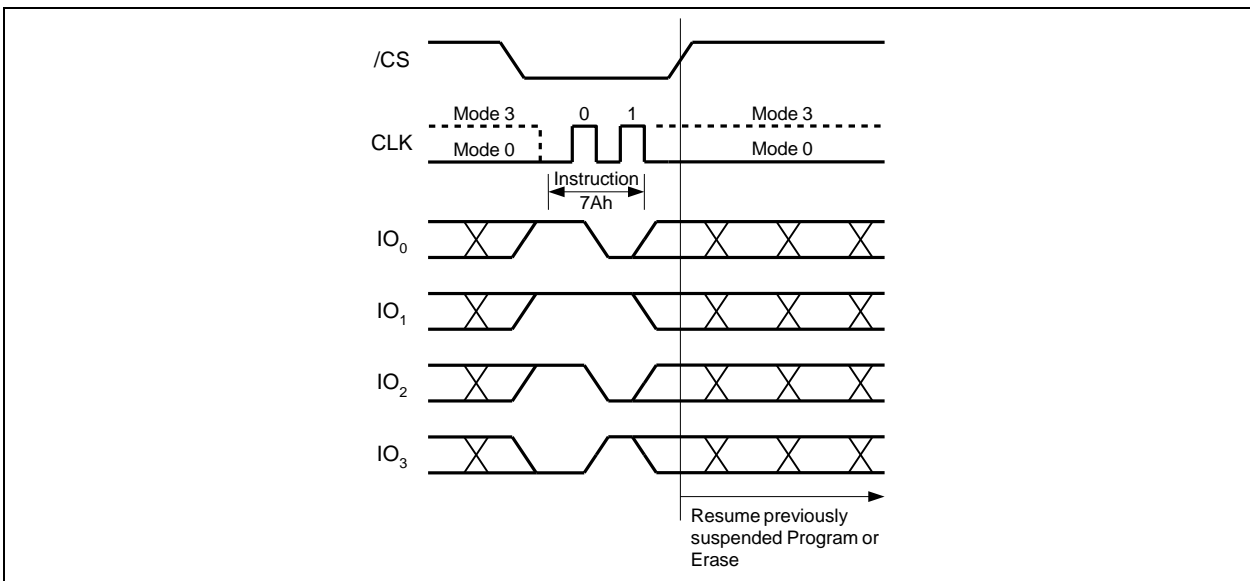 /CS
Mode 3 0 1 Mode 3
CLK
Mode 0 Mode 0
Instruction
7Ah
IO0
IO1
IO2
IO3
Resume previously
suspended Program or
Erase